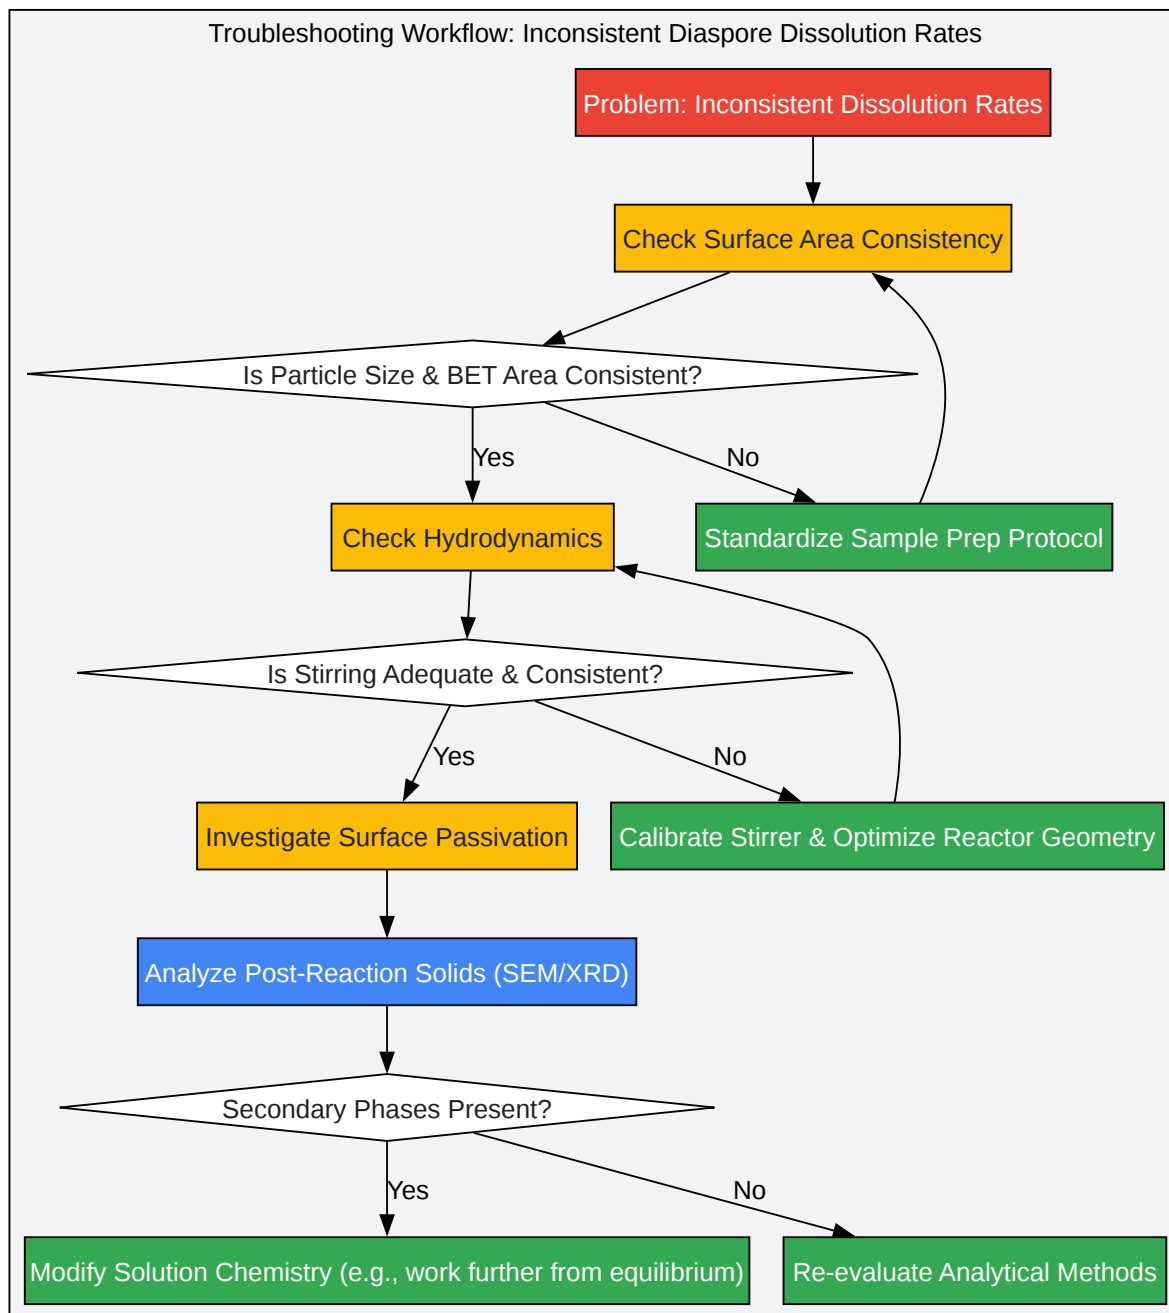 Troubleshooting Workflow: Inconsistent Diaspore Dissolution Rates
Problem: Inconsistent Dissolution Rates
Check Surface Area Consistency
Is Particle Size & BET Area Consistent?
Yes
No
Check Hydrodynamics
Standardize Sample Prep Protocol
Is Stirring Adequate & Consistent?
Yes
No
Investigate Surface Passivation
Calibrate Stirrer & Optimize Reactor Geometry
Analyze Post-Reaction Solids (SEM/XRD)
Secondary Phases Present?
Yes
No
Modify Solution Chemistry (e.g., work further from equilibrium)
Re-evaluate Analytical Methods